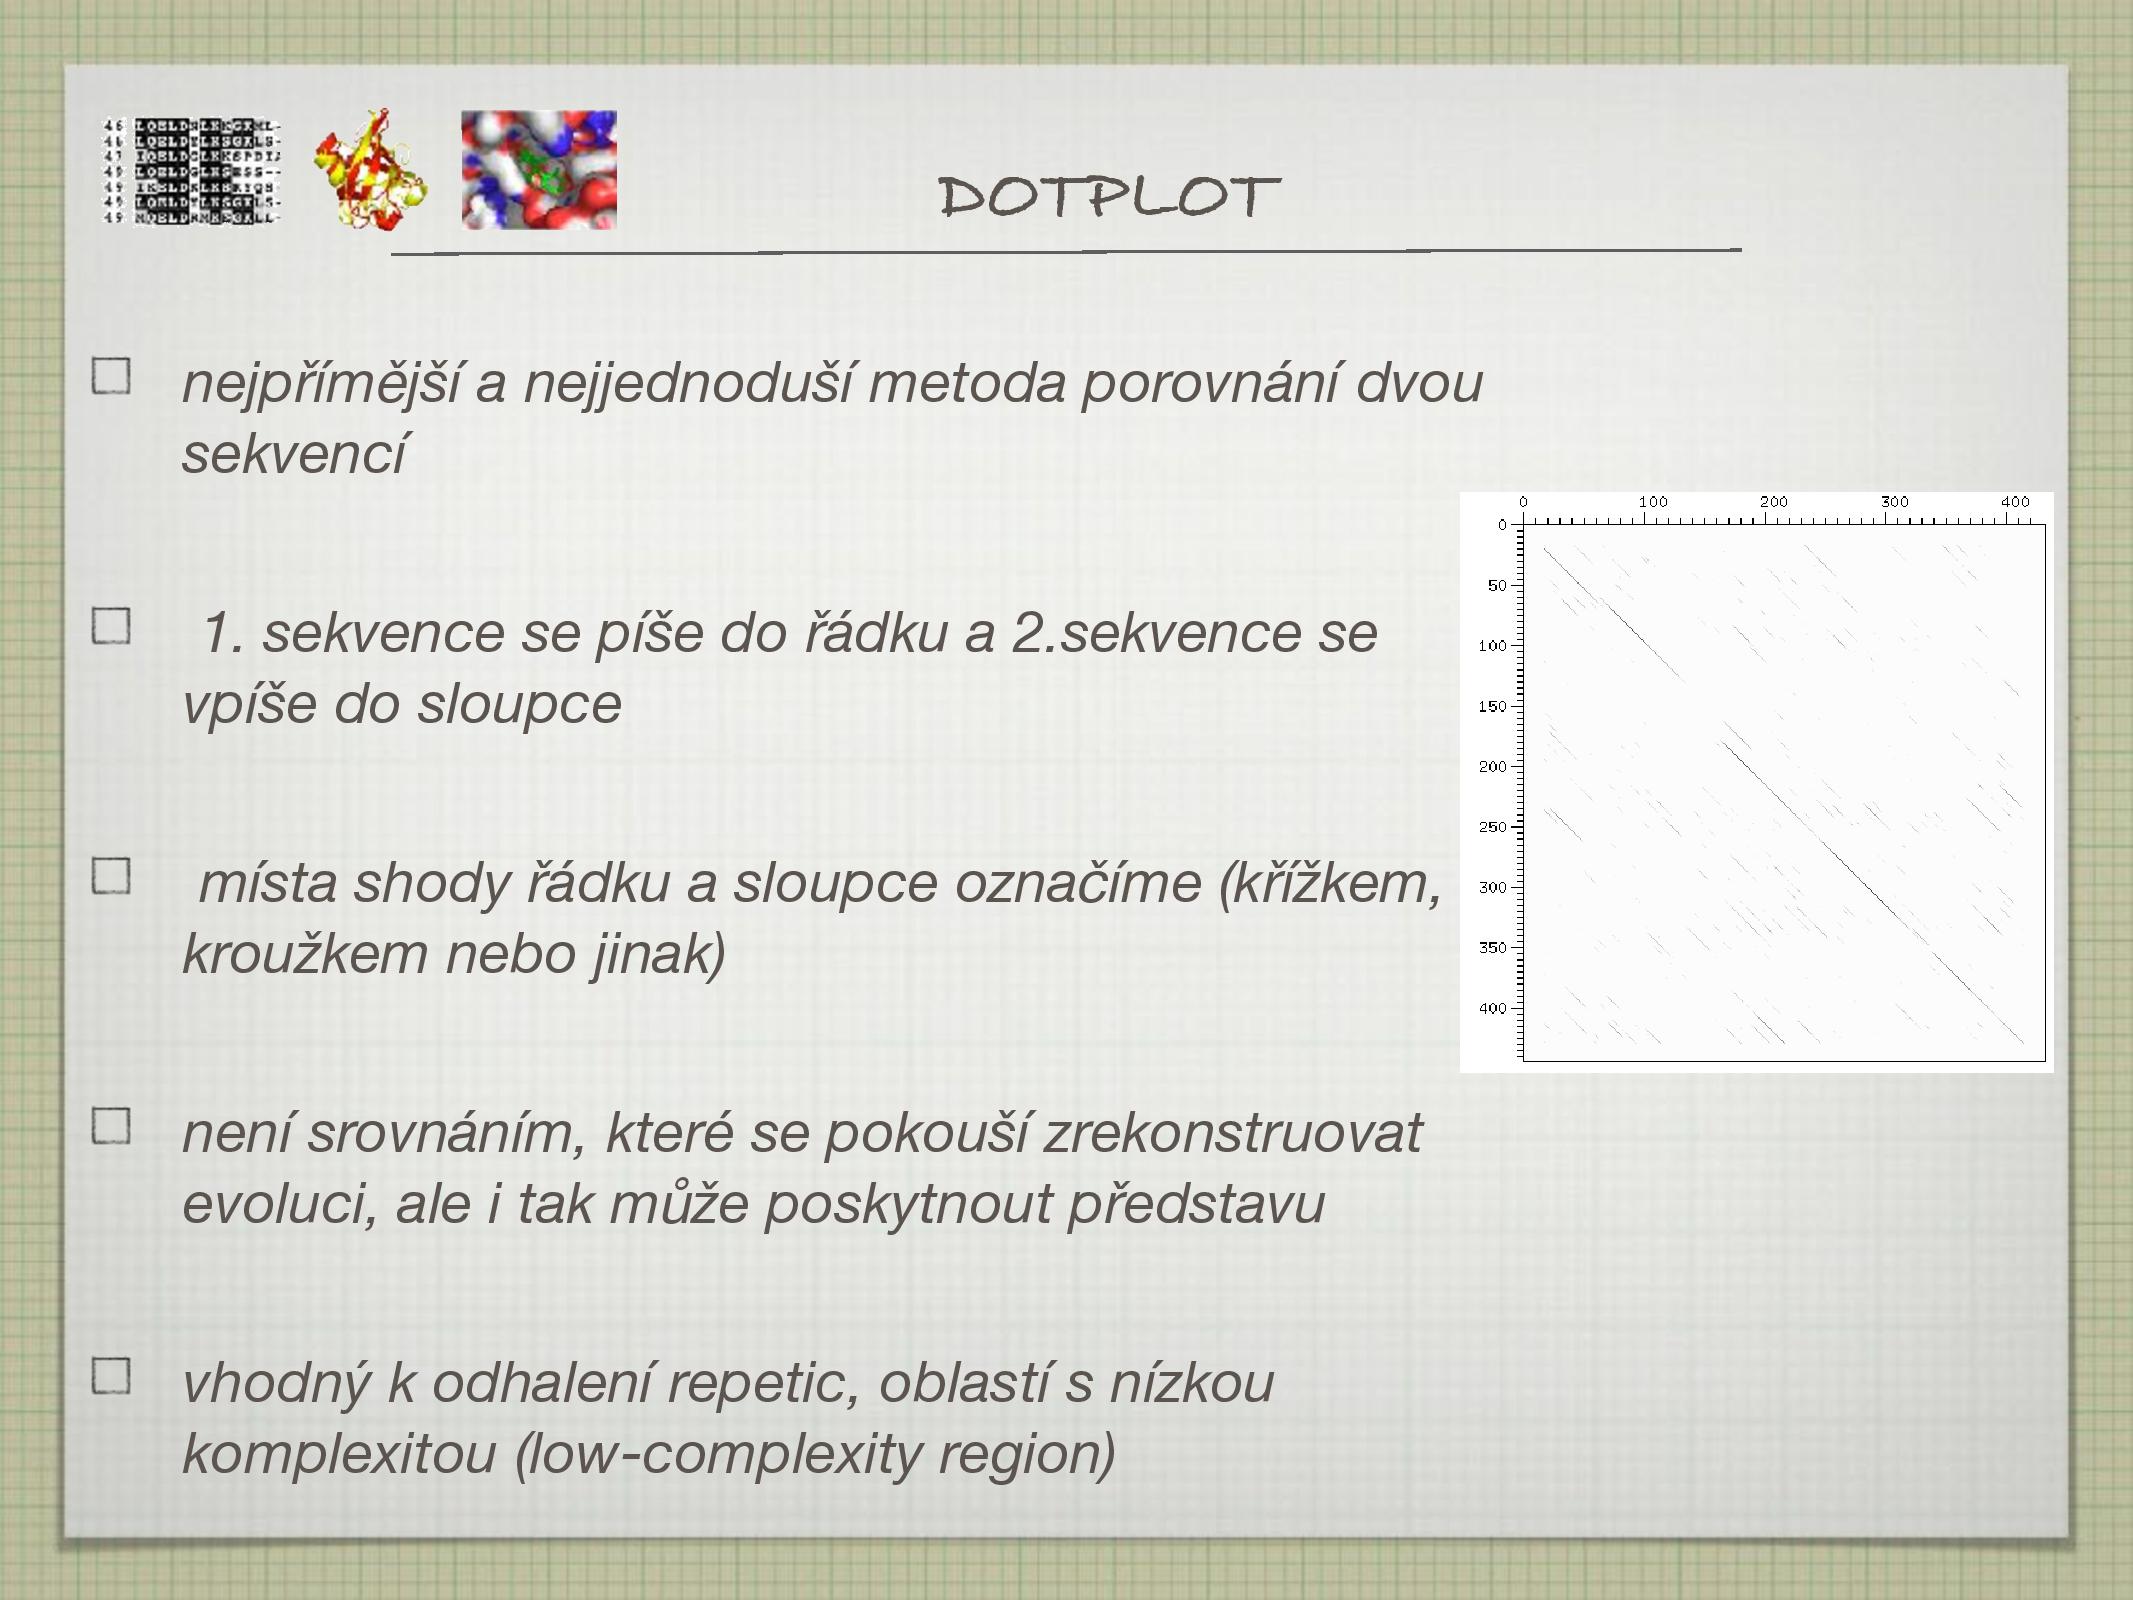 DOTPLOT
nejpřímější a nejjednoduší metoda porovnání dvou
sekvencí
1. sekvence se píše do řádku a 2.sekvence se
vpíše do sloupce
místa shody řádku a sloupce označíme (křížkem,
kroužkem nebo jinak)
není srovnáním, které se pokouší zrekonstruovat
evoluci, ale i tak může poskytnout představu
vhodný k odhalení repetic, oblastí s nízkou
komplexitou (low-complexity region)
0 100 200 300 400
0
50
100
150
200
250
300
350
400